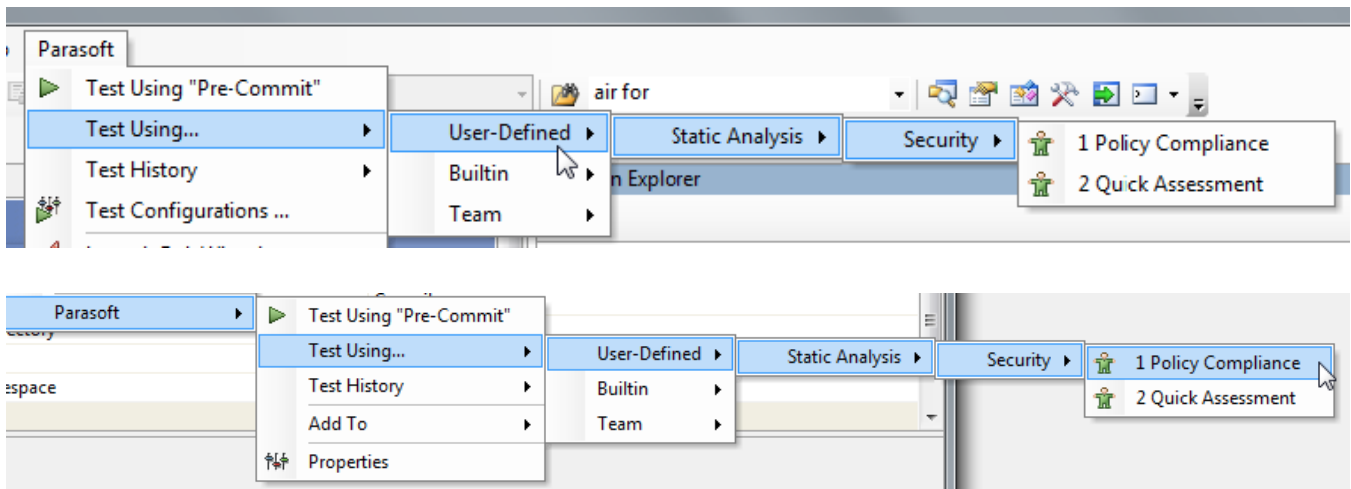 Parasoft
Test Using "Pre-Commit"
air for
Test Using...
User-Defined
Static Analysis
Security
1 Policy Compliance
Test History
Builtin
n Explorer
2 Quick Assessment
Test Configurations ...
Team
Parasoft
Test Using "Pre-Commit"
ectory
Test Using...
User-Defined
Static Analysis
Security
1 Policy Compliance
espace
Test History
Builtin
2 Quick Assessment
Add To
Team
Properties